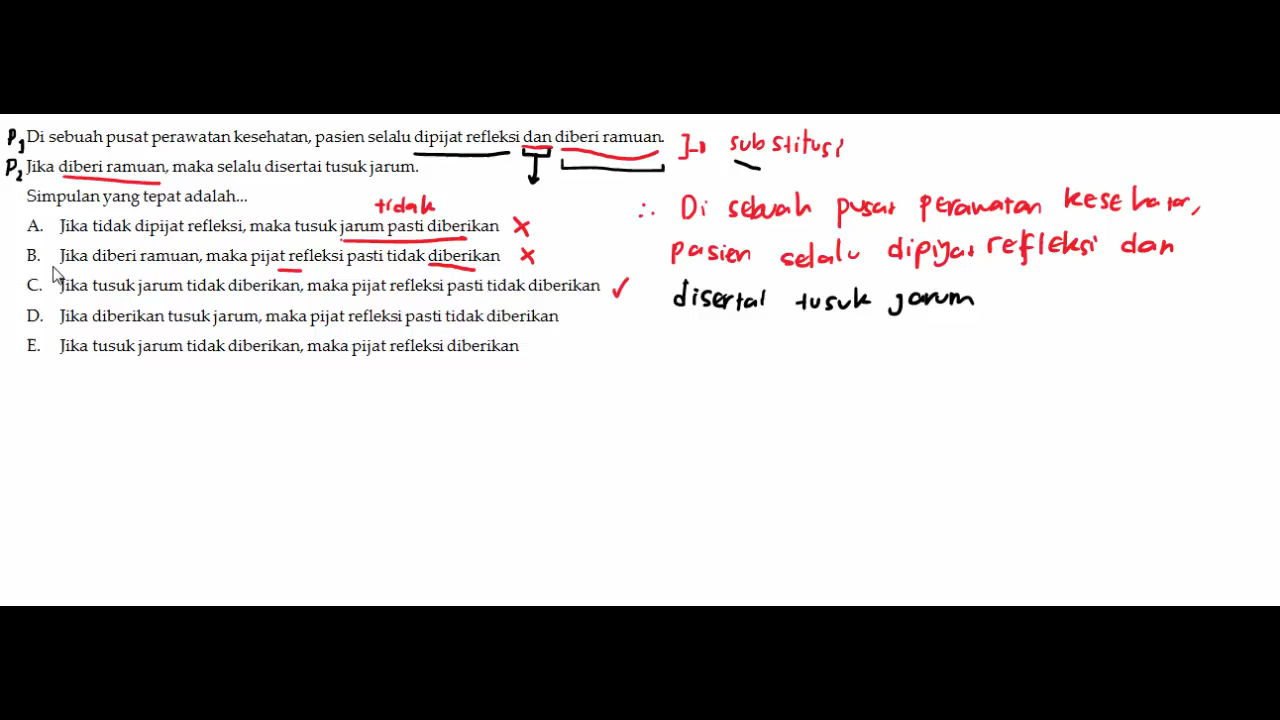 P1 Di sebuah pusat perawatan kesehatan, pasien selalu dipijat refleksi dan diberi ramuan. ]→ substitusi
P2 Jika diberi ramuan, maka selalu disertai tusuk jarum.
Simpulan yang tepat adalah...
tidak
A. Jika tidak dipijat refleksi, maka tusuk jarum pasti diberikan ×
B. Jika diberi ramuan, maka pijat refleksi pasti tidak diberikan ×
C. Jika tusuk jarum tidak diberikan, maka pijat refleksi pasti tidak diberikan ✓
D. Jika diberikan tusuk jarum, maka pijat refleksi pasti tidak diberikan
E. Jika tusuk jarum tidak diberikan, maka pijat refleksi diberikan
∴ Di sebuah pusat perawatan kesehatan,
pasien selalu dipijat refleksi dan
disertai tusuk jarum